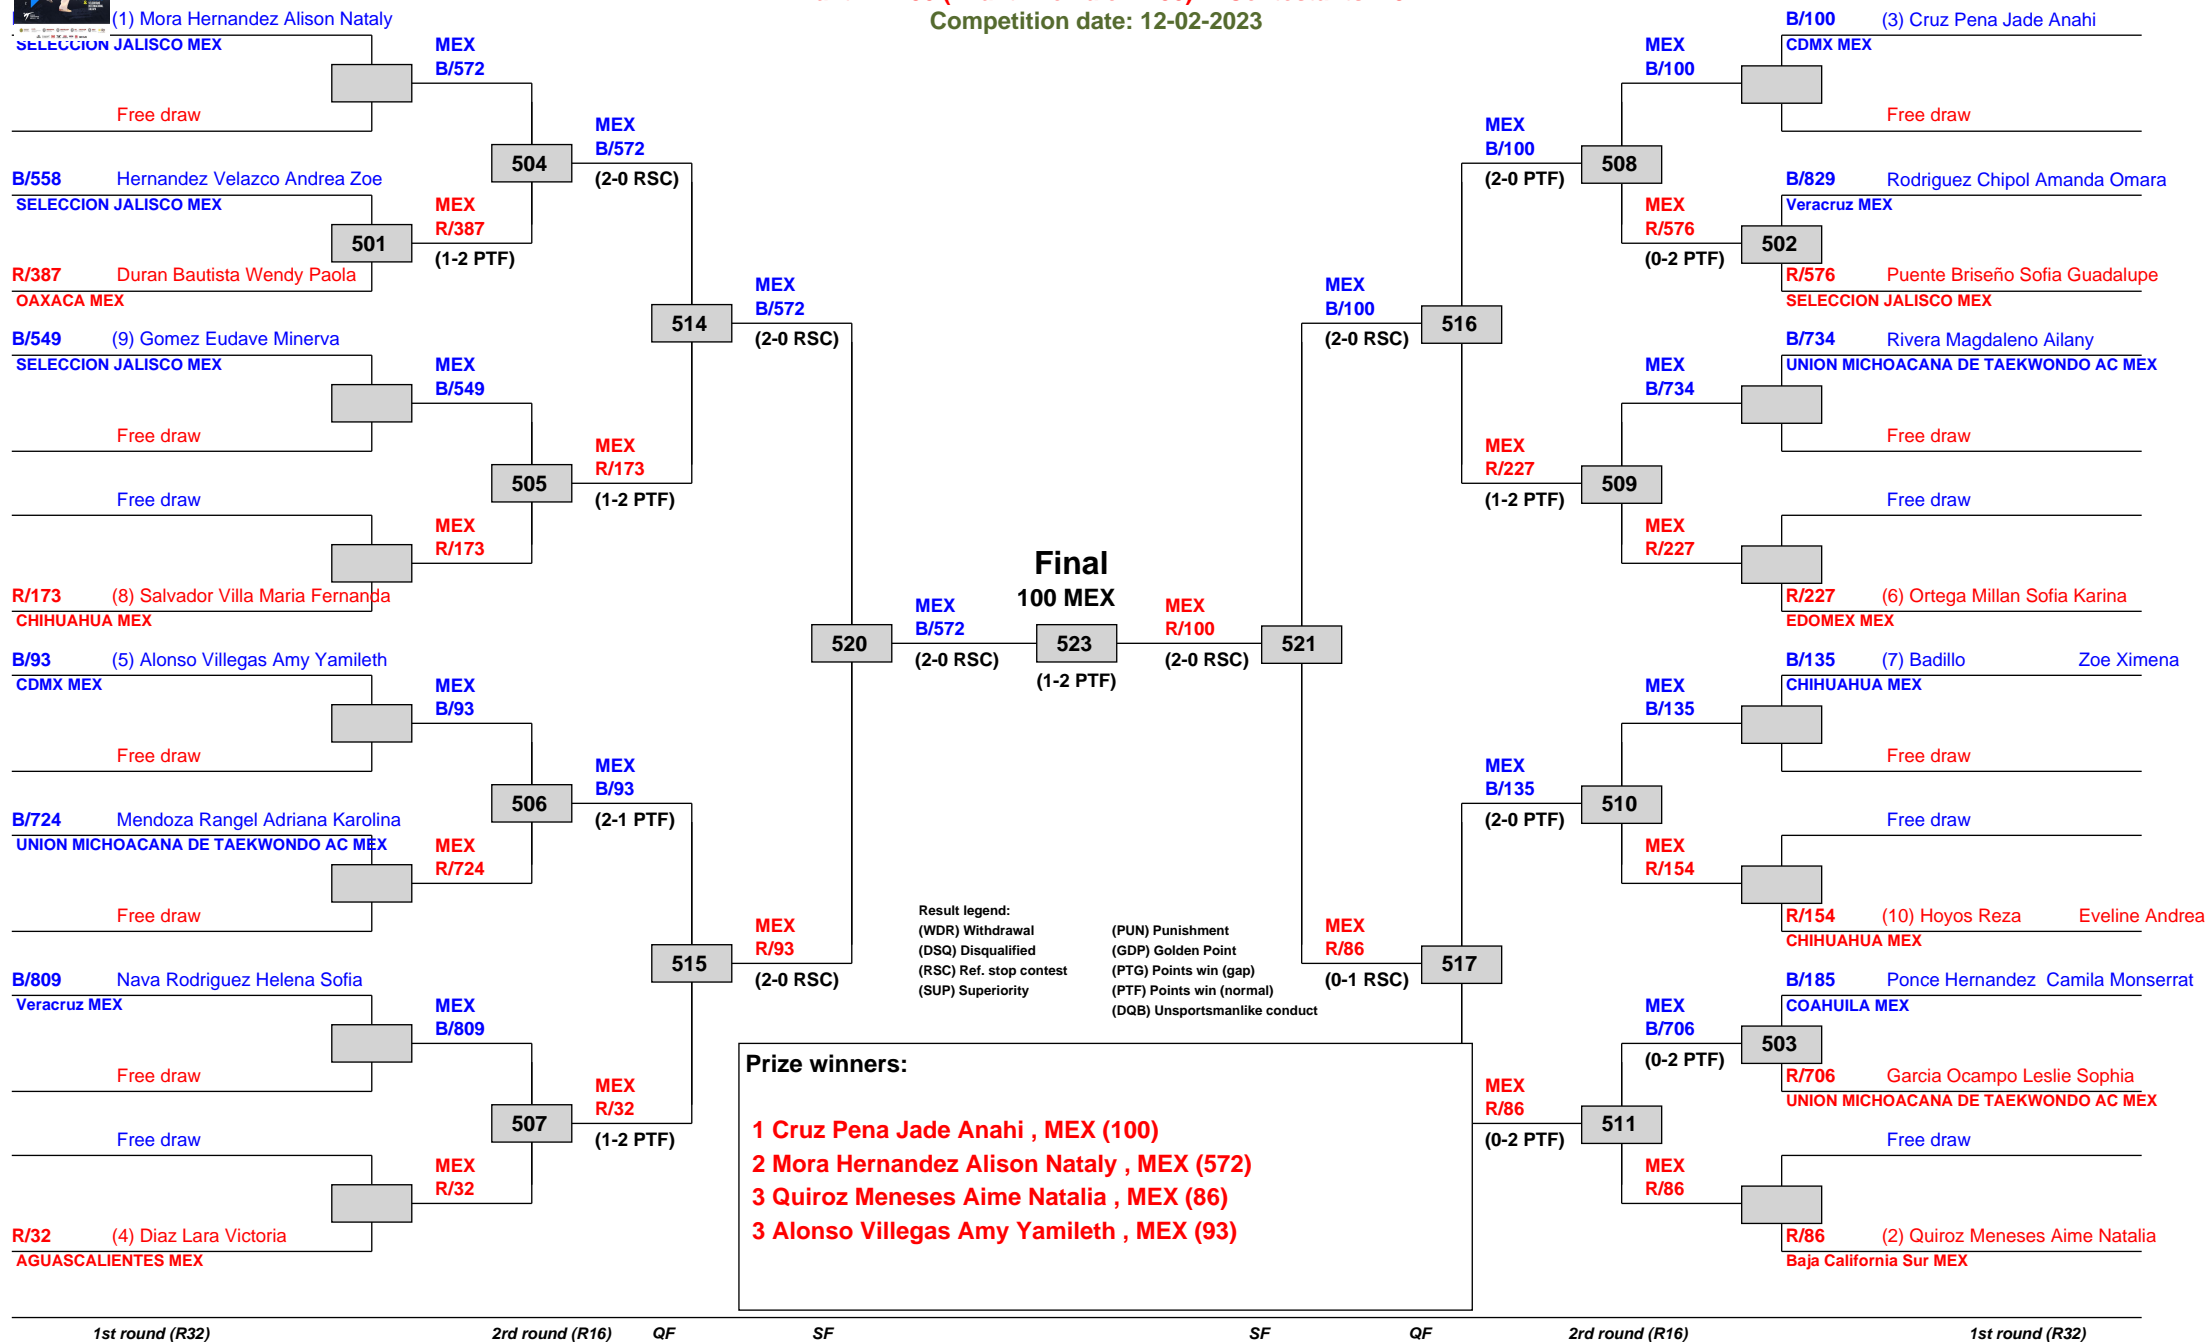 Competition date: 12-02-2023
(1) Mora Hernandez Alison Nataly
SELECCION JALISCO MEX
Free draw
B/558 Hernandez Velazco Andrea Zoe
SELECCION JALISCO MEX
501
R/387 Duran Bautista Wendy Paola
OAXACA MEX
B/549 (9) Gomez Eudave Minerva
SELECCION JALISCO MEX
Free draw
Free draw
R/173 (8) Salvador Villa Maria Fernanda
CHIHUAHUA MEX
B/93 (5) Alonso Villegas Amy Yamileth
CDMX MEX
Free draw
B/724 Mendoza Rangel Adriana Karolina
UNION MICHOACANA DE TAEKWONDO AC MEX
Free draw
B/809 Nava Rodriguez Helena Sofia
Veracruz MEX
Free draw
Free draw
R/32 (4) Diaz Lara Victoria
AGUASCALIENTES MEX
MEX
B/572
504
MEX
R/387
(1-2 PTF)
MEX
B/549
505
MEX
R/173
MEX
B/93
506
MEX
R/724
MEX
B/809
507
MEX
R/32
MEX
B/572
(2-0 RSC)
514
MEX
R/173
(1-2 PTF)
MEX
B/93
(2-1 PTF)
515
MEX
R/32
(1-2 PTF)
MEX
B/572
(2-0 RSC)
520
MEX
R/93
(2-0 RSC)
MEX
B/572
(2-0 RSC)
Final
100 MEX
523
(1-2 PTF)
MEX
R/100
(2-0 RSC)
521
MEX
B/100
(2-0 RSC)
516
MEX
R/86
(0-1 RSC)
517
MEX
B/100
(2-0 PTF)
508
MEX
R/227
(1-2 PTF)
509
MEX
B/135
(2-0 PTF)
510
MEX
R/86
(0-2 PTF)
511
MEX
B/100
MEX
R/576
(0-2 PTF)
502
MEX
B/734
MEX
R/227
MEX
B/135
MEX
R/154
MEX
B/706
(0-2 PTF)
503
MEX
R/86
B/100 (3) Cruz Pena Jade Anahi
CDMX MEX
Free draw
B/829 Rodriguez Chipol Amanda Omara
Veracruz MEX
R/576 Puente Briseño Sofia Guadalupe
SELECCION JALISCO MEX
B/734 Rivera Magdaleno Ailany
UNION MICHOACANA DE TAEKWONDO AC MEX
Free draw
Free draw
R/227 (6) Ortega Millan Sofia Karina
EDOMEX MEX
B/135 (7) Badillo Zoe Ximena
CHIHUAHUA MEX
Free draw
Free draw
R/154 (10) Hoyos Reza Eveline Andrea
CHIHUAHUA MEX
B/185 Ponce Hernandez Camila Monserrat
COAHUILA MEX
R/706 Garcia Ocampo Leslie Sophia
UNION MICHOACANA DE TAEKWONDO AC MEX
Free draw
R/86 (2) Quiroz Meneses Aime Natalia
Baja California Sur MEX
Result legend:
(WDR) Withdrawal
(DSQ) Disqualified
(RSC) Ref. stop contest
(SUP) Superiority
(PUN) Punishment
(GDP) Golden Point
(PTG) Points win (gap)
(PTF) Points win (normal)
(DQB) Unsportsmanlike conduct
Prize winners:
1 Cruz Pena Jade Anahi , MEX (100)
2 Mora Hernandez Alison Nataly , MEX (572)
3 Quiroz Meneses Aime Natalia , MEX (86)
3 Alonso Villegas Amy Yamileth , MEX (93)
1st round (R32) 2rd round (R16) QF SF SF QF 2rd round (R16) 1st round (R32)